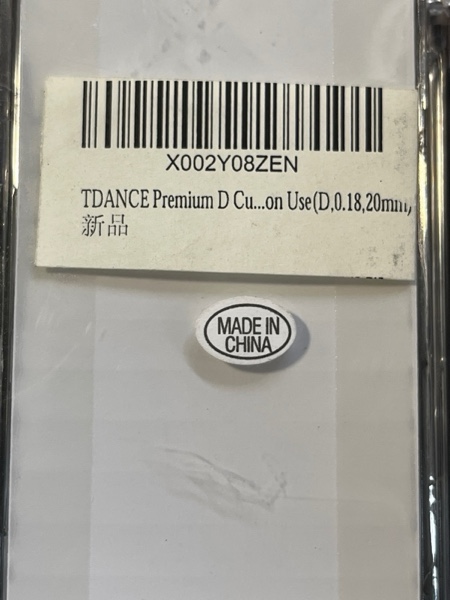 X002Y08ZEN
TDANCE Premium D Cu...on Use(D,0.18,20mm)
新品
MADE IN
CHINA